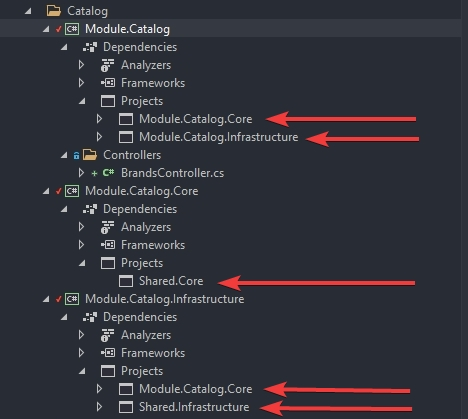 Catalog
C# Module.Catalog
Dependencies
Analyzers
Frameworks
Projects
Module.Catalog.Core
Module.Catalog.Infrastructure
Controllers
C# BrandsController.cs
C# Module.Catalog.Core
Dependencies
Analyzers
Frameworks
Projects
Shared.Core
C# Module.Catalog.Infrastructure
Dependencies
Analyzers
Frameworks
Projects
Module.Catalog.Core
Shared.Infrastructure